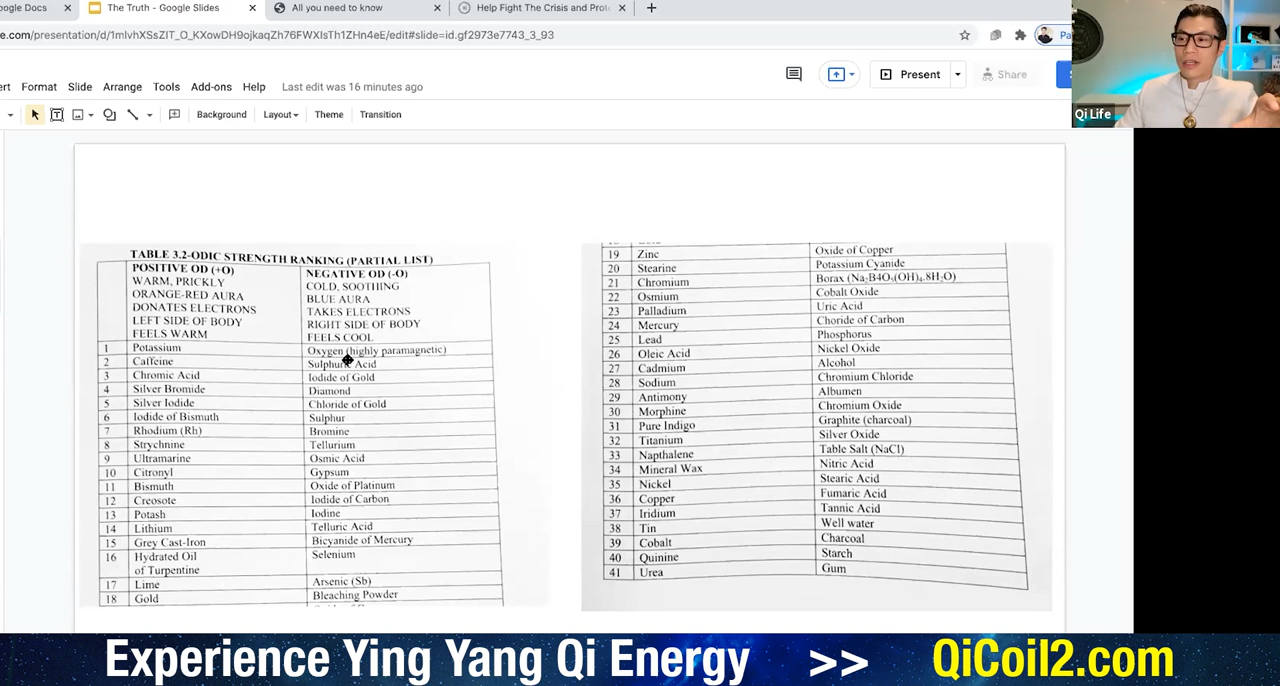 ogle Docs
The Truth - Google Slides
All you need to know
Help Fight The Crisis and Prote
e.com/presentation/d/1mlvhXSsZIT_O_KXowDH9ojkaqZh76FWXlsTh1ZHn4eE/edit#slide=id.gf2973e7743_3_93
Pa
ert Format Slide Arrange Tools Add-ons Help Last edit was 16 minutes ago
Present
Share
Background Layout Theme Transition
Qi Life
TABLE 3.2-ODIC STRENGTH RANKING (PARTIAL LIST)
POSITIVE OD (+O) NEGATIVE OD (-O)
WARM, PRICKLY COLD, SOOTHING
ORANGE-RED AURA BLUE AURA
DONATES ELECTRONS TAKES ELECTRONS
LEFT SIDE OF BODY RIGHT SIDE OF BODY
FEELS WARM FEELS COOL
1 Potassium Oxygen (highly paramagnetic)
2 Caffeine Sulphuric Acid
3 Chromic Acid Iodide of Gold
4 Silver Bromide Diamond
5 Silver Iodide Chloride of Gold
6 Iodide of Bismuth Sulphur
7 Rhodium (Rh) Bromine
8 Strychnine Tellurium
9 Ultramarine Osmic Acid
10 Citronyl Gypsum
11 Bismuth Oxide of Platinum
12 Creosote Iodide of Carbon
13 Potash Iodine
14 Lithium Telluric Acid
15 Grey Cast-Iron Bicyanide of Mercury
16 Hydrated Oil Selenium
of Turpentine
17 Lime Arsenic (Sb)
18 Gold Bleaching Powder
19 Zinc Oxide of Copper
20 Stearine Potassium Cyanide
21 Chromium Borax (Na₂B4O₅(OH)₄.8H₂O)
22 Osmium Cobalt Oxide
23 Palladium Uric Acid
24 Mercury Choride of Carbon
25 Lead Phosphorus
26 Oleic Acid Nickel Oxide
27 Cadmium Alcohol
28 Sodium Chromium Chloride
29 Antimony Albumen
30 Morphine Chromium Oxide
31 Pure Indigo Graphite (charcoal)
32 Titanium Silver Oxide
33 Napthalene Table Salt (NaCl)
34 Mineral Wax Nitric Acid
35 Nickel Stearic Acid
36 Copper Fumaric Acid
37 Iridium Tannic Acid
38 Tin Well water
39 Cobalt Charcoal
40 Quinine Starch
41 Urea Gum
Experience Ying Yang Qi Energy >> QiCoil2.com